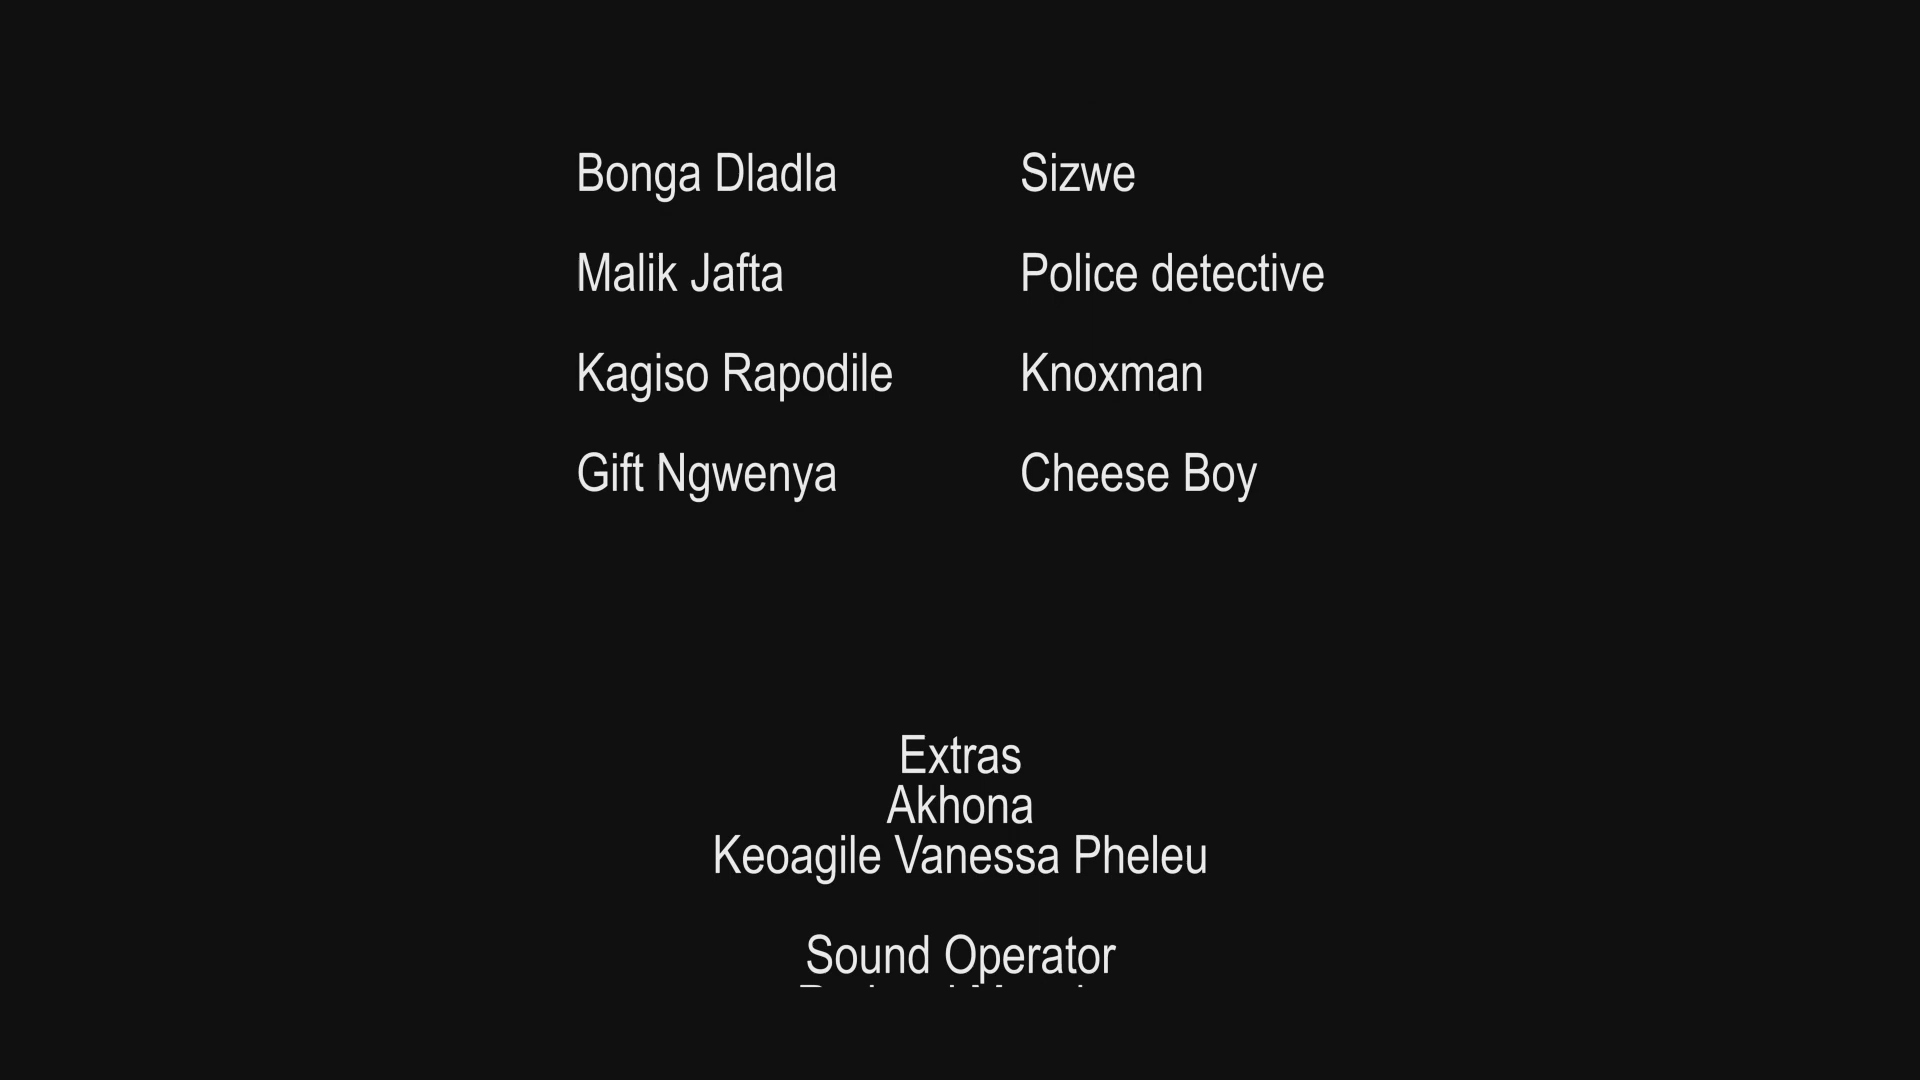 Bonga Dladla Sizwe
Malik Jafta Police detective
Kagiso Rapodile Knoxman
Gift Ngwenya Cheese Boy
Extras
Akhona
Keoagile Vanessa Pheleu
Sound Operator